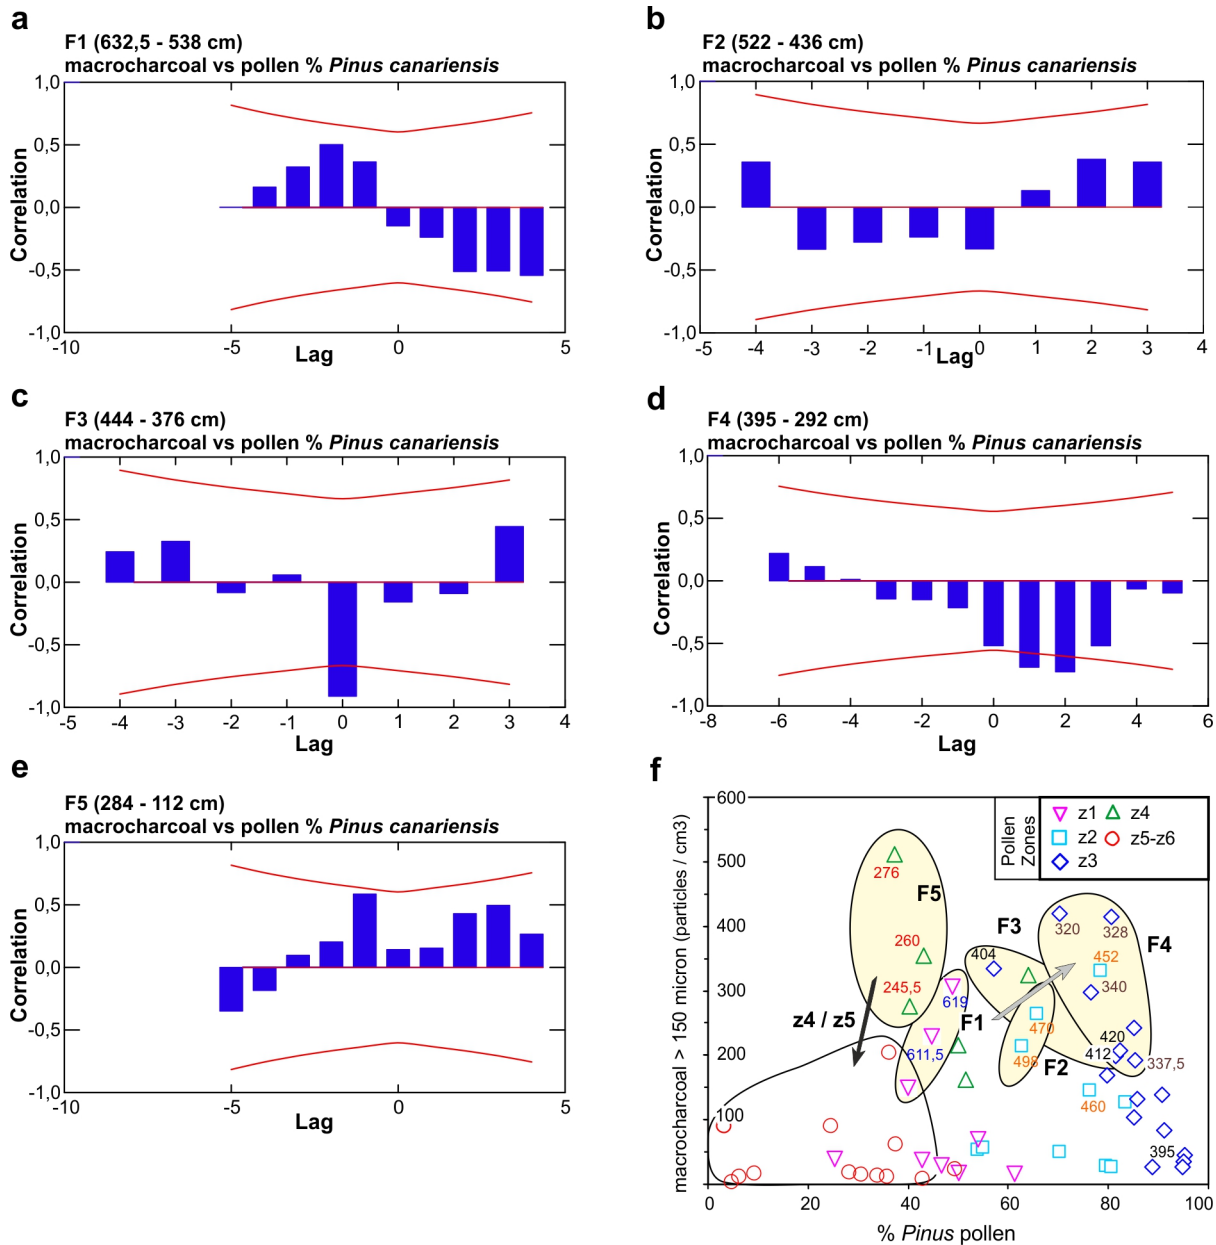 a
F1 (632,5 - 538 cm)
macrocharcoal vs pollen % Pinus canariensis
1,0
0,5
0,0
-0,5
-1,0
Correlation
-10
-5
0
5
Lag
b
F2 (522 - 436 cm)
macrocharcoal vs pollen % Pinus canariensis
1,0
0,5
0,0
-0,5
-1,0
Correlation
-5
-4
-3
-2
-1
0
1
2
3
4
Lag
c
F3 (444 - 376 cm)
macrocharcoal vs pollen % Pinus canariensis
1,0
0,5
0,0
-0,5
-1,0
Correlation
-5
-4
-3
-2
-1
0
1
2
3
4
Lag
d
F4 (395 - 292 cm)
macrocharcoal vs pollen % Pinus canariensis
1,0
0,5
0,0
-0,5
-1,0
Correlation
-8
-6
-4
-2
0
2
4
6
Lag
e
F5 (284 - 112 cm)
macrocharcoal vs pollen % Pinus canariensis
1,0
0,5
0,0
-0,5
-1,0
Correlation
-10
-5
0
5
Lag
f
600
500
400
300
200
100
macrocharcoal > 150 micron (particles / cm3)
Pollen Zones
z1
z4
z2
z5-z6
z3
276
F5
260
245,5
z4 / z5
619
F1
611,5
F3
404
320
328
F4
452
340
470
498
F2
420
412
337,5
460
395
0
20
40
60
80
100
% Pinus pollen